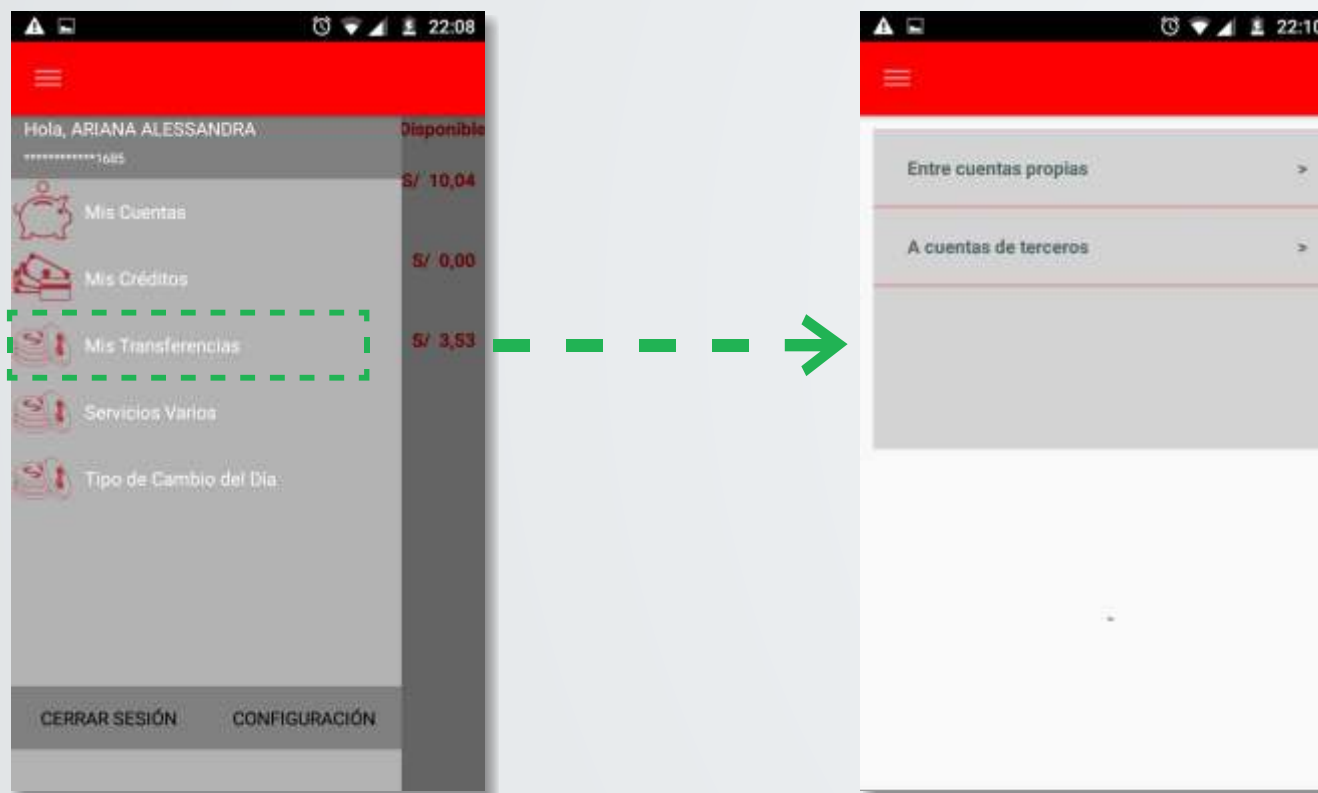 22:08
Hola, ARIANA ALESSANDRA
************1685
Disponible
S/ 10,04
Mis Cuentas
S/ 0,00
Mis Créditos
S/ 3,53
Mis Transferencias
Servicios Varios
Tipo de Cambio del Día
CERRAR SESIÓN CONFIGURACIÓN
22:10
Entre cuentas propias >
A cuentas de terceros >